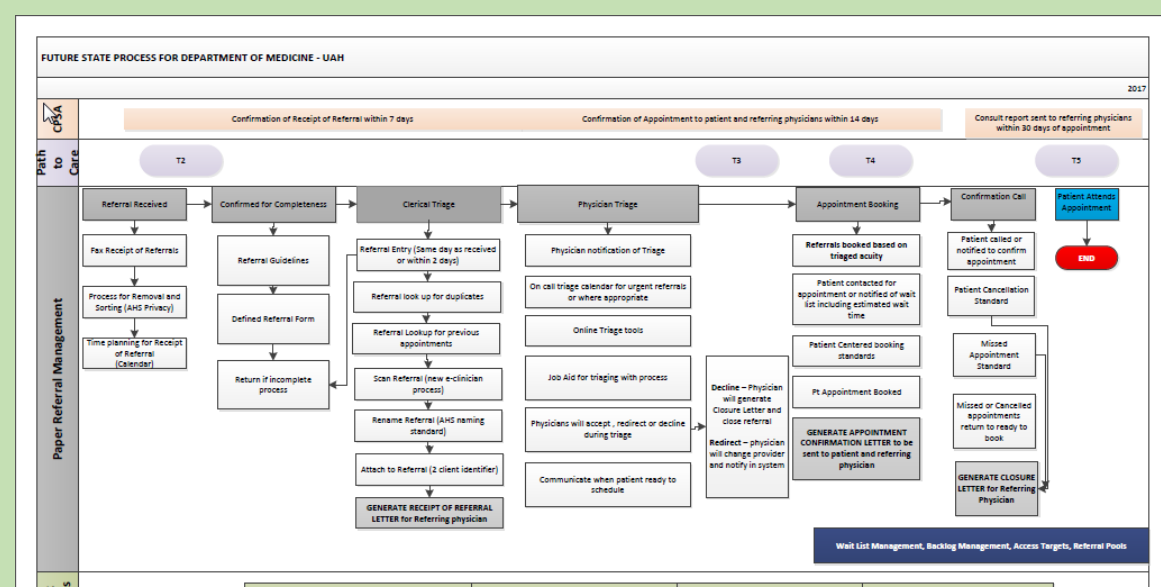 FUTURE STATE PROCESS FOR DEPARTMENT OF MEDICINE - UAH
2017
CPSA
Confirmation of Receipt of Referral within 7 days
Confirmation of Appointment to patient and referring physicians within 14 days
Consult report sent to referring physicians
within 30 days of appointment
Path
to
Care
T2
T3
T4
T5
Paper Referral Management
Referral Received
Fax Receipt of Referrals
Process for Removal and
Sorting (AHS Privacy)
Time planning for Receipt
of Referral
(Calendar)
Confirmed for Completeness
Referral Guidelines
Defined Referral Form
Return if incomplete
process
Clerical Triage
Referral Entry (Same day as received
or within 2 days)
Referral look up for duplicates
Referral Lookup for previous
appointments
Scan Referral (new e-clinician
process)
Rename Referral (AHS naming
standard)
Attach to Referral (2 client identifier)
GENERATE RECEIPT OF REFERRAL
LETTER for Referring physician
Physician Triage
Physician notification of Triage
On call triage calendar for urgent referrals
or where appropriate
Online Triage tools
Job Aid for triaging with process
Physicians will accept , redirect or decline
during triage
Communicate when patient ready to
schedule
Decline – Physician
will generate
Closure Letter and
close referral
Redirect – physician
will change provider
and notify in system
Appointment Booking
Referrals booked based on
triaged acuity
Patient contacted for
appointment or notified of wait
list including estimated wait
time
Patient Centered booking
standards
Pt Appointment Booked
GENERATE APPOINTMENT
CONFIRMATION LETTER to be
sent to patient and referring
physician
Confirmation Call
Patient called or
notified to confirm
appointment
Patient Cancellation
Standard
Missed
Appointment
Standard
Missed or Cancelled
appointments
return to ready to
book
GENERATE CLOSURE
LETTER for Referring
Physician
Patient Attends
Appointment
END
Wait List Management, Backlog Management, Access Targets, Referral Pools